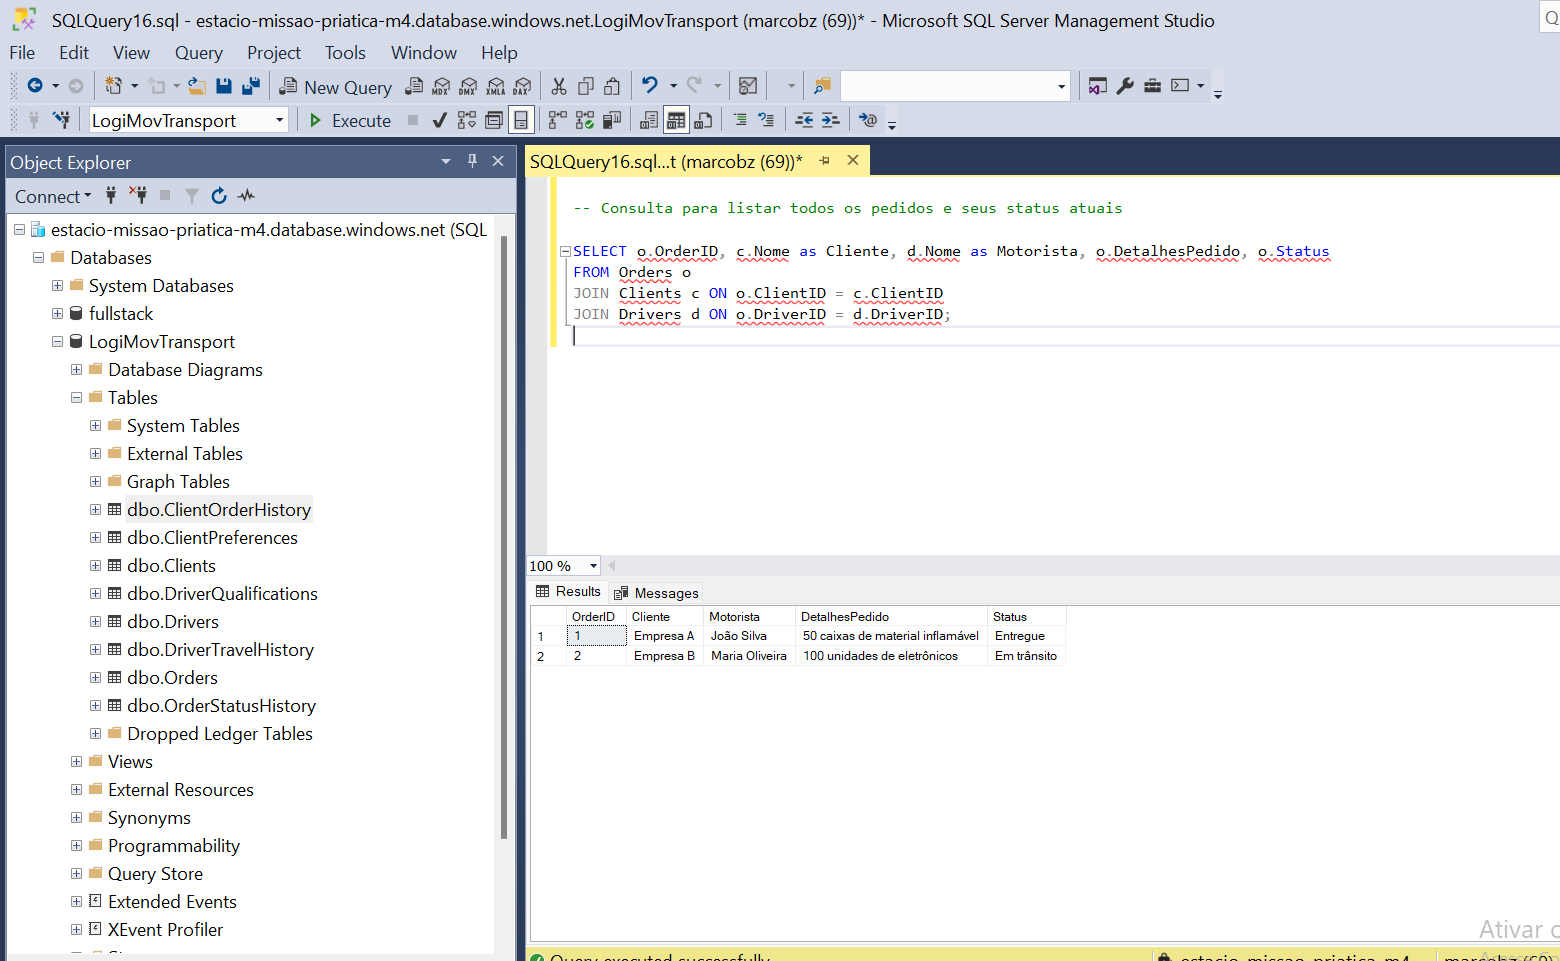 SQLQuery16.sql - estacio-missao-priatica-m4.database.windows.net.LogiMovTransport (marcobz (69))* - Microsoft SQL Server Management Studio
Q
File Edit View Query Project Tools Window Help
New Query MDX DMX XMLA DAX
LogiMovTransport Execute
Object Explorer
Connect
estacio-missao-priatica-m4.database.windows.net (SQL
Databases
System Databases
fullstack
LogiMovTransport
Database Diagrams
Tables
System Tables
External Tables
Graph Tables
dbo.ClientOrderHistory
dbo.ClientPreferences
dbo.Clients
dbo.DriverQualifications
dbo.Drivers
dbo.DriverTravelHistory
dbo.Orders
dbo.OrderStatusHistory
Dropped Ledger Tables
Views
External Resources
Synonyms
Programmability
Query Store
Extended Events
XEvent Profiler
SQLQuery16.sql...t (marcobz (69))*
-- Consulta para listar todos os pedidos e seus status atuais
SELECT o.OrderID, c.Nome as Cliente, d.Nome as Motorista, o.DetalhesPedido, o.Status
FROM Orders o
JOIN Clients c ON o.ClientID = c.ClientID
JOIN Drivers d ON o.DriverID = d.DriverID;
100 %
Results Messages
OrderID Cliente Motorista DetalhesPedido Status
1 1 Empresa A João Silva 50 caixas de material inflamável Entregue
2 2 Empresa B Maria Oliveira 100 unidades de eletrônicos Em trânsito
Ativar
Query executed successfully
estacio-missao-priatica-m4